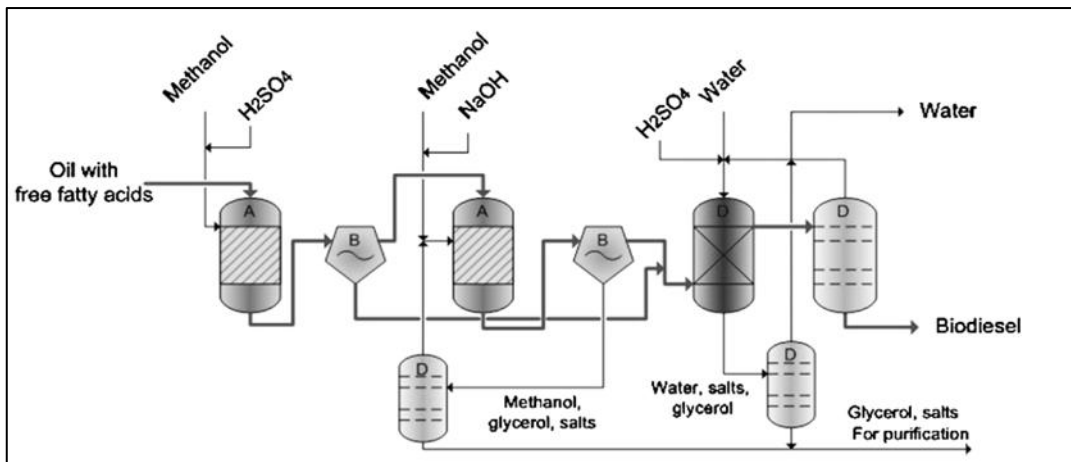 Methanol
H2SO4
Methanol
NaOH
H2SO4
Water
Water
Oil with
free fatty acids
A
B
A
B
D
D
Biodiesel
D
D
Methanol,
glycerol, salts
Water, salts,
glycerol
Glycerol, salts
For purification